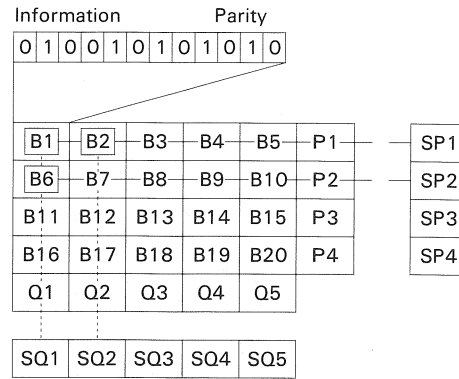 Information Parity
0 1 0 0 1 0 1 0 1 0 1 0
B1 B2 B3 B4 B5 P1 SP1
B6 B7 B8 B9 B10 P2 SP2
B11 B12 B13 B14 B15 P3 SP3
B16 B17 B18 B19 B20 P4 SP4
Q1 Q2 Q3 Q4 Q5
SQ1 SQ2 SQ3 SQ4 SQ5